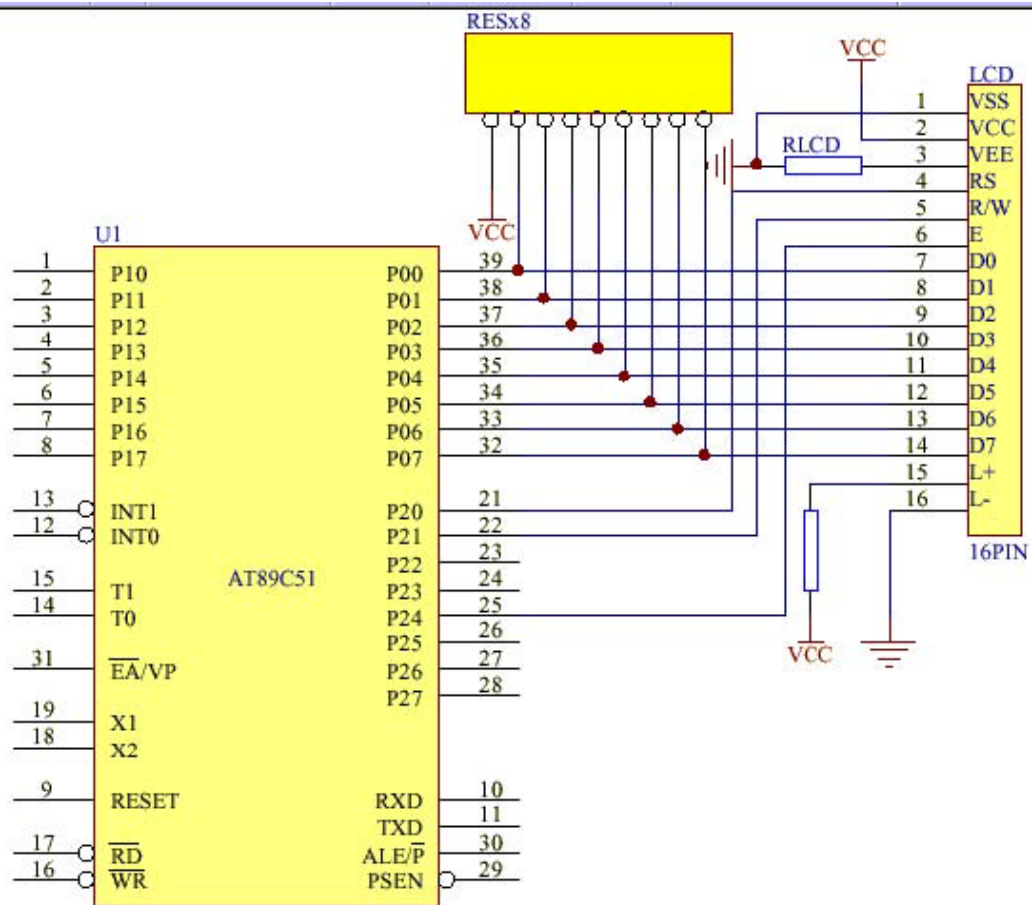 RESx8
VCC
LCD
1 VSS
2 VCC
RLCD 3 VEE
4 RS
5 R/W
U1 VCC
6 E
1 P10 P00 39 7 D0
2 P11 P01 38 8 D1
3 P12 P02 37 9 D2
4 P13 P03 36 10 D3
5 P14 P04 35 11 D4
6 P15 P05 34 12 D5
7 P16 P06 33 13 D6
8 P17 P07 32 14 D7
15 L+
16 L-
13 INT1 P20 21
12 INT0 P21 22
16PIN
P22 23
AT89C51
15 T1 P23 24
14 T0 P24 25
P25 26
VCC
31 EA/VP P26 27
P27 28
19 X1
18 X2
9 RESET RXD 10
TXD 11
17 RD ALE/P 30
16 WR PSEN 29